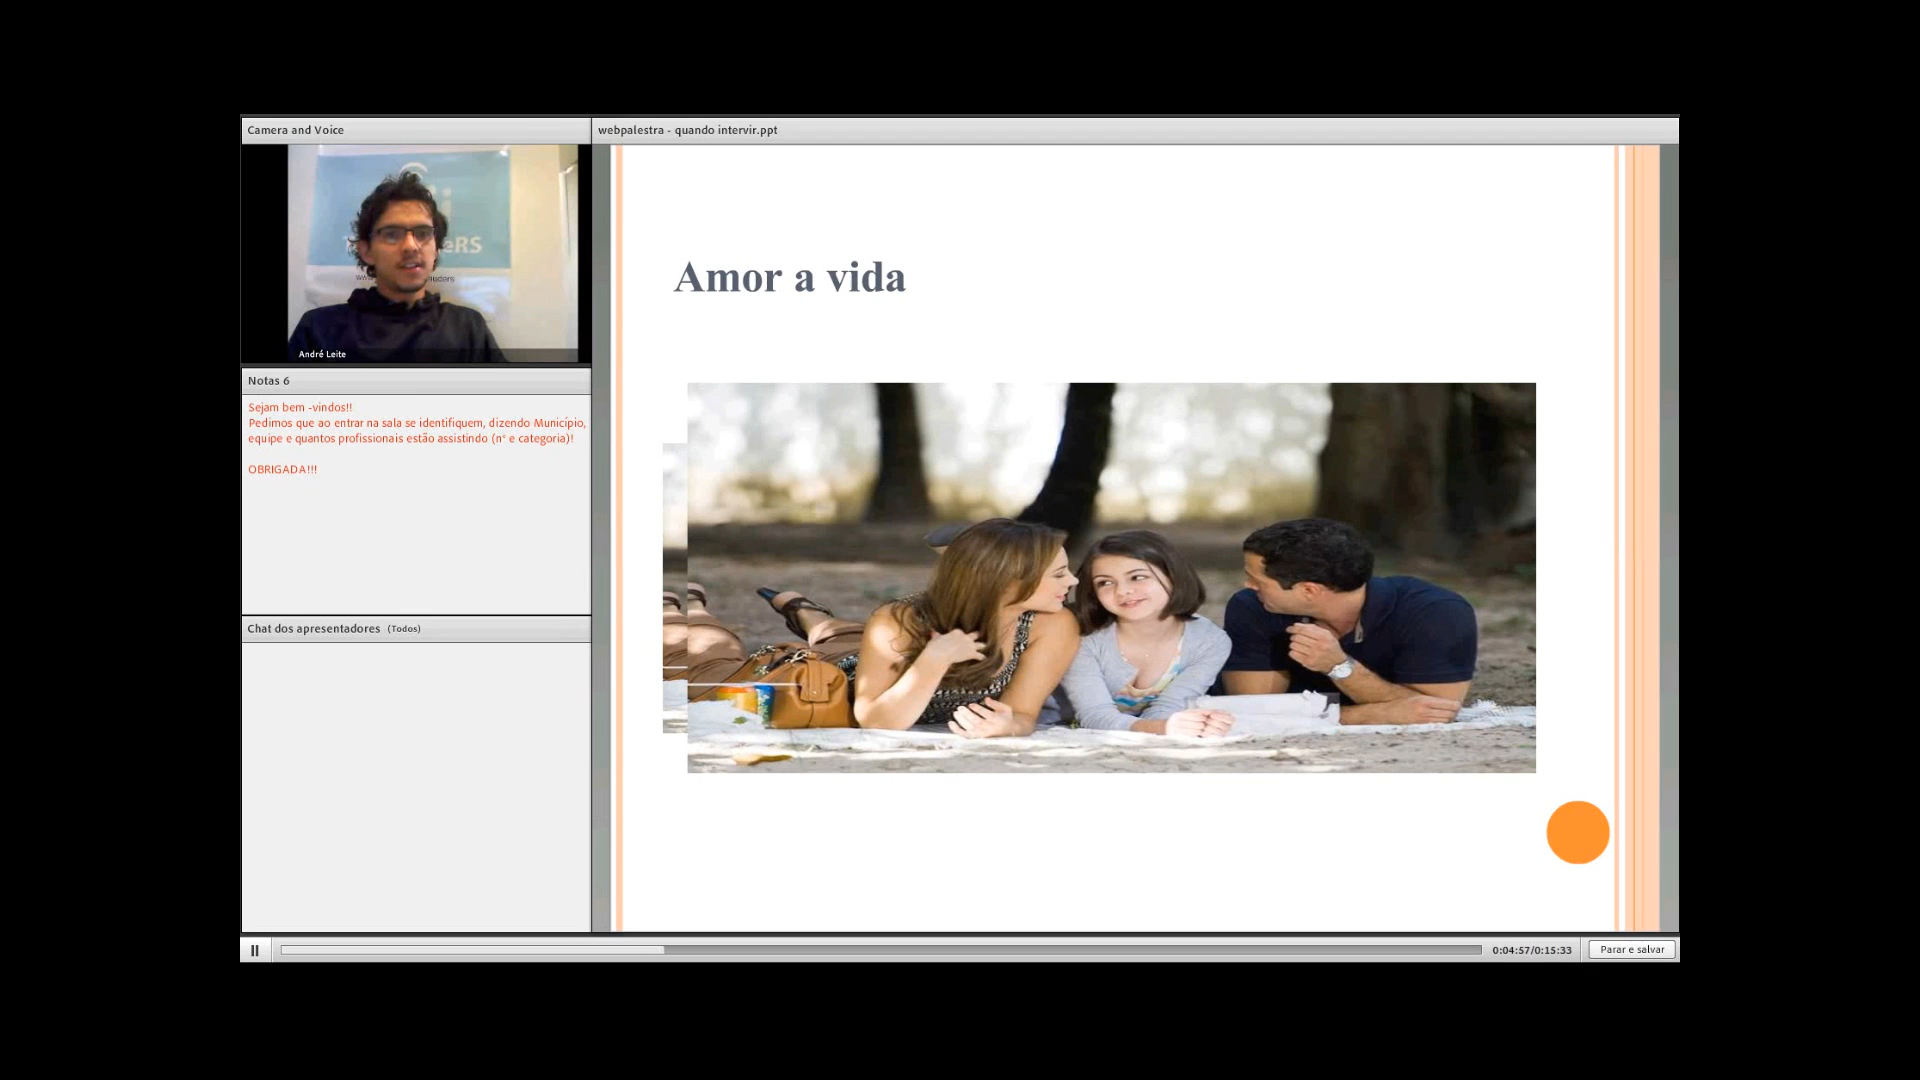 Camera and Voice
webpalestra - quando intervir.ppt
eRS
André Leite
Notas 6
Sejam bem -vindos!!
Pedimos que ao entrar na sala se identifiquem, dizendo Município,
equipe e quantos profissionais estão assistindo (n° e categoria)!
OBRIGADA!!!
Chat dos apresentadores (Todos)
Amor a vida
0:04:57/0:15:33
Parar e salvar